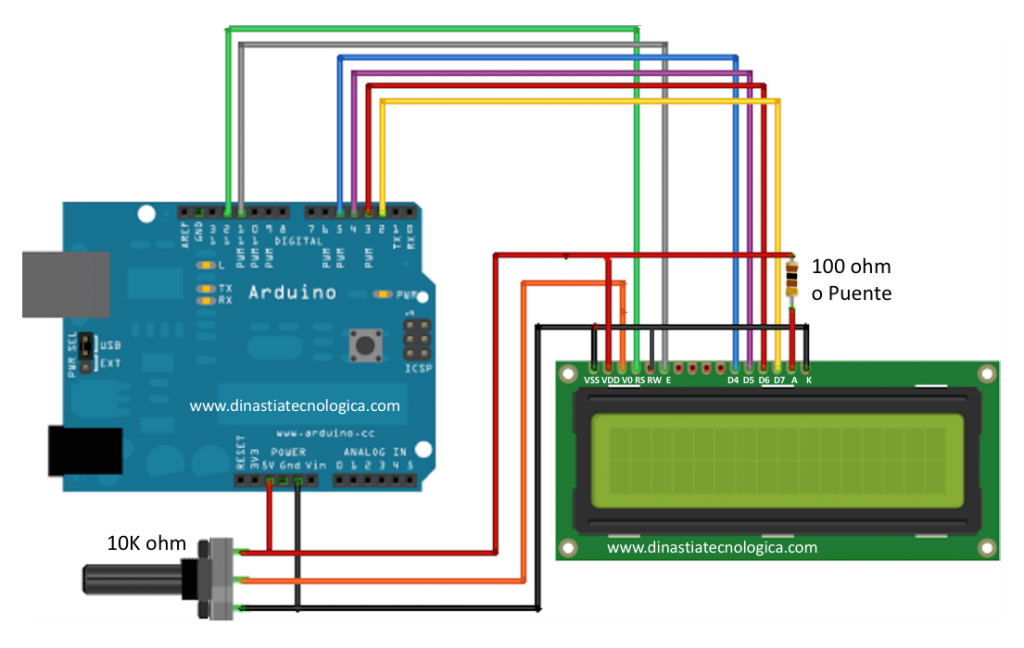 AREF GND 13 12 11 10 9 8 7 6 5 4 3 2 1 0
PWM PWM PWM PWM PWM PWM TX RX
DIGITAL
L
TX
RX
Arduino
PWR
1
ICSP
PWR SEL
USB
EXT
www.dinastiatecnologica.com
www.arduino.cc
RESET 3V3
POWER
5V Gnd Vin
ANALOG IN
0 1 2 3 4 5
10K ohm
100 ohm
o Puente
VSS VDD V0 RS RW E D4 D5 D6 D7 A K
www.dinastiatecnologica.com